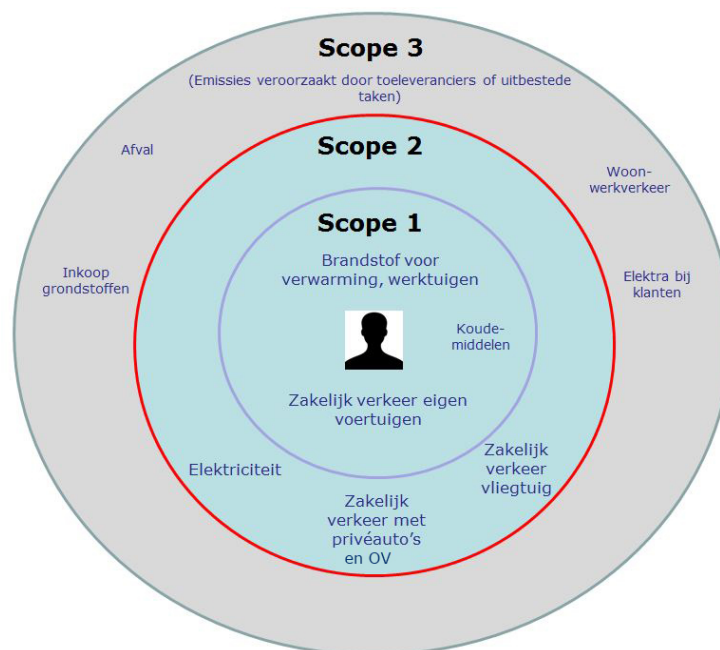 Scope 3
(Emissies veroorzaakt door toeleveranciers of uitbestede
taken)
Afval
Scope 2
Woon-
werkverkeer
Scope 1
Brandstof voor
verwarming, werktuigen
Inkoop
grondstoffen
Elektra bij
klanten
Koude-
middelen
Zakelijk verkeer eigen
voertuigen
Elektriciteit
Zakelijk
verkeer
vliegtuig
Zakelijk
verkeer met
privéauto’s
en OV